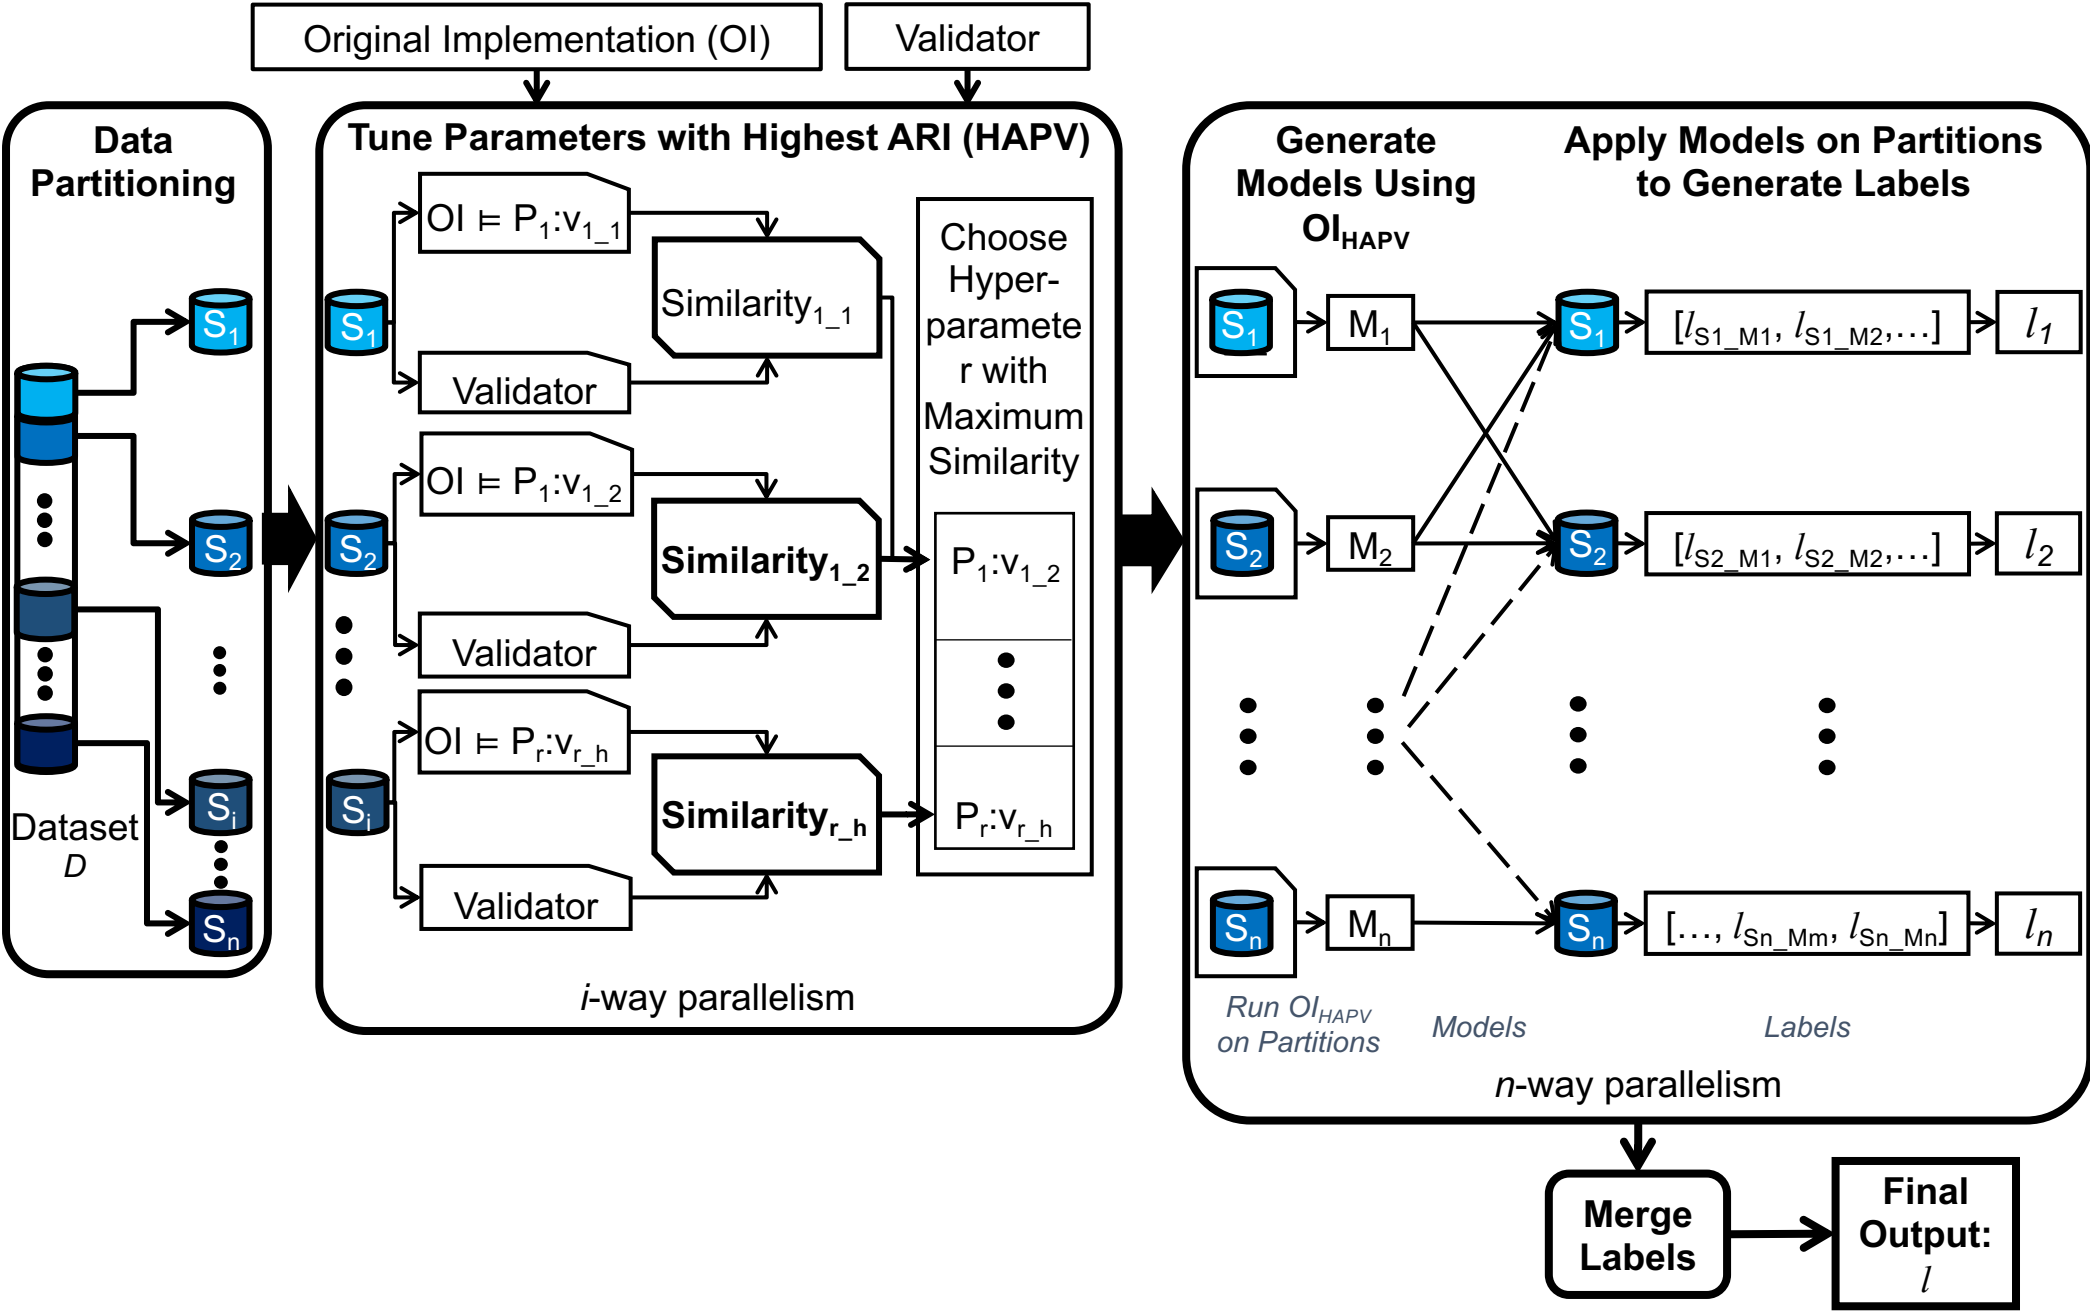 Original Implementation (OI)
Validator
Data
Partitioning
S1
S2
Si
Sn
Dataset
D
Tune Parameters with Highest ARI (HAPV)
S1
OI ⊨ P1:v1_1
Validator
Similarity1_1
S2
OI ⊨ P1:v1_2
Validator
Similarity1_2
Si
OI ⊨ Pr:vr_h
Validator
Similarityr_h
Choose
Hyper-
paramete
r with
Maximum
Similarity
P1:v1_2
Pr:vr_h
i-way parallelism
Generate
Models Using
OIHAPV
Apply Models on Partitions
to Generate Labels
S1 M1 S1 [lS1_M1, lS1_M2,…] l1
S2 M2 S2 [lS2_M1, lS2_M2,…] l2
Sn Mn Sn […, lSn_Mm, lSn_Mn] ln
Run OIHAPV
on Partitions
Models
Labels
n-way parallelism
Merge
Labels
Final
Output:
l